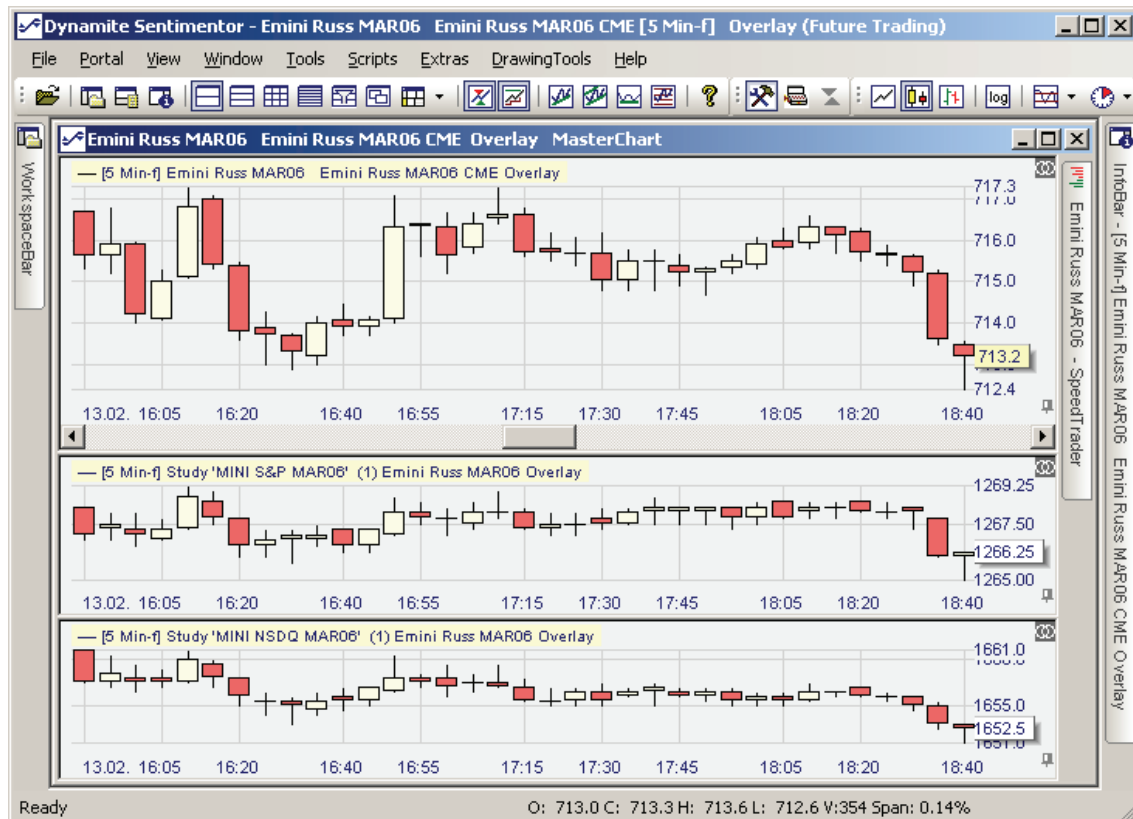 Dynamite Sentimentor - Emini Russ MAR06 Emini Russ MAR06 CME [5 Min-f] Overlay (Future Trading)
File Portal View Window Tools Scripts Extras DrawingTools Help
log
WorkspaceBar
Emini Russ MAR06 Emini Russ MAR06 CME Overlay MasterChart
[5 Min-f] Emini Russ MAR06 Emini Russ MAR06 CME Overlay
717.3
717.0
716.0
715.0
714.0
713.2
712.4
13.02. 16:05 16:20 16:40 16:55 17:15 17:30 17:45 18:05 18:20 18:40
[5 Min-f] Study 'MINI S&P MAR06' (1) Emini Russ MAR06 Overlay
1269.25
1267.50
1266.25
1265.00
13.02. 16:05 16:20 16:40 16:55 17:15 17:30 17:45 18:05 18:20 18:40
[5 Min-f] Study 'MINI NSDQ MAR06' (1) Emini Russ MAR06 Overlay
1661.0
1655.0
1652.5
1651.0
13.02. 16:05 16:20 16:40 16:55 17:15 17:30 17:45 18:05 18:20 18:40
Emini Russ MAR06 - SpeedTrader
InfoBar - [5 Min-f] Emini Russ MAR06 Emini Russ MAR06 CME Overlay
Ready
O: 713.0 C: 713.3 H: 713.6 L: 712.6 V:354 Span: 0.14%